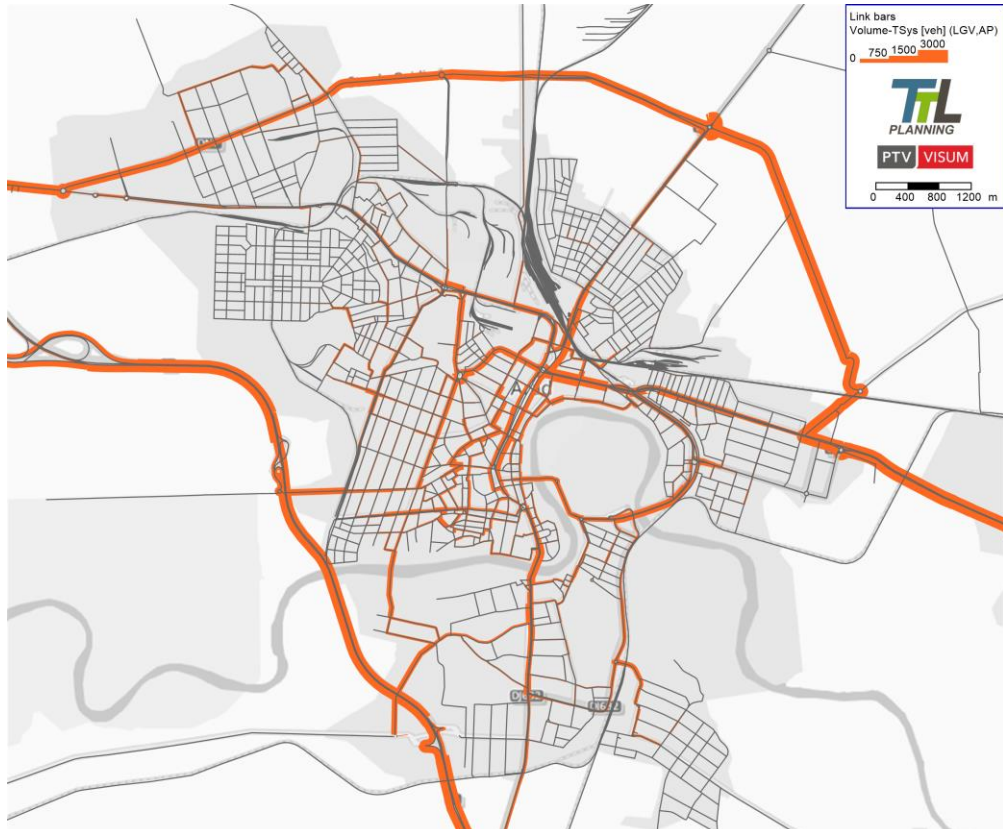 Link bars
Volume-TSys [veh] (LGV,AP)
0 750 1500 3000
TTL
PLANNING
PTV VISUM
0 400 800 1200 m